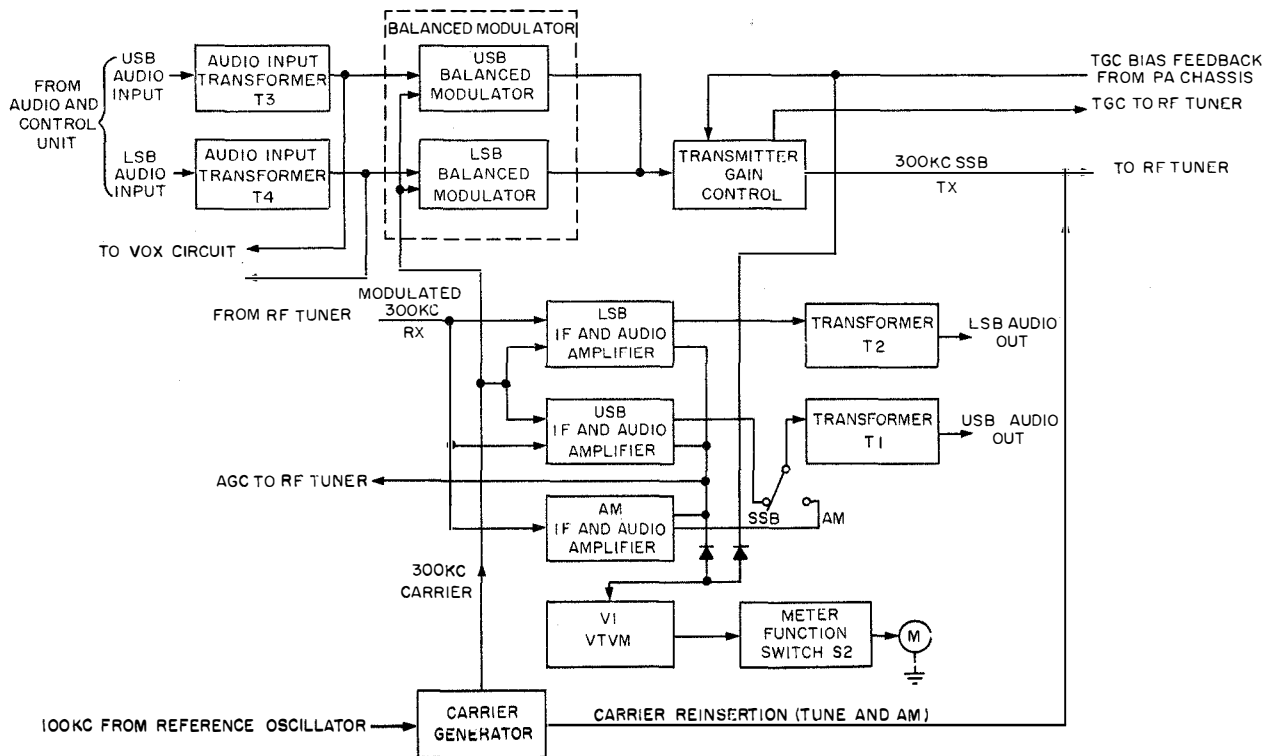 BALANCED MODULATOR
FROM
AUDIO AND
CONTROL
UNIT
USB
AUDIO
INPUT
AUDIO INPUT
TRANSFORMER
T3
USB
BALANCED
MODULATOR
TGC BIAS FEEDBACK
FROM PA CHASSIS
TGC TO RF TUNER
LSB
AUDIO
INPUT
AUDIO INPUT
TRANSFORMER
T4
LSB
BALANCED
MODULATOR
TRANSMITTER
GAIN
CONTROL
300KC SSB
TX
TO RF TUNER
TO VOX CIRCUIT
FROM RF TUNER
MODULATED
300KC
RX
LSB
IF AND AUDIO
AMPLIFIER
TRANSFORMER
T2
LSB AUDIO
OUT
USB
IF AND AUDIO
AMPLIFIER
TRANSFORMER
T1
USB AUDIO
OUT
AGC TO RF TUNER
AM
IF AND AUDIO
AMPLIFIER
SSB
AM
300KC
CARRIER
V1
VTVM
METER
FUNCTION
SWITCH S2
M
100KC FROM REFERENCE OSCILLATOR
CARRIER
GENERATOR
CARRIER REINSERTION (TUNE AND AM)